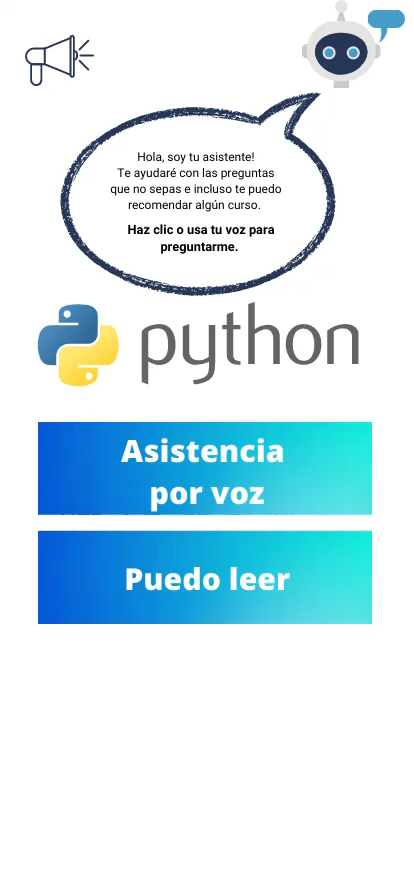 Hola, soy tu asistente!
Te ayudaré con las preguntas
que no sepas e incluso te puedo
recomendar algún curso.
Haz clic o usa tu voz para
preguntarme.
python
Asistencia
por voz
Puedo leer